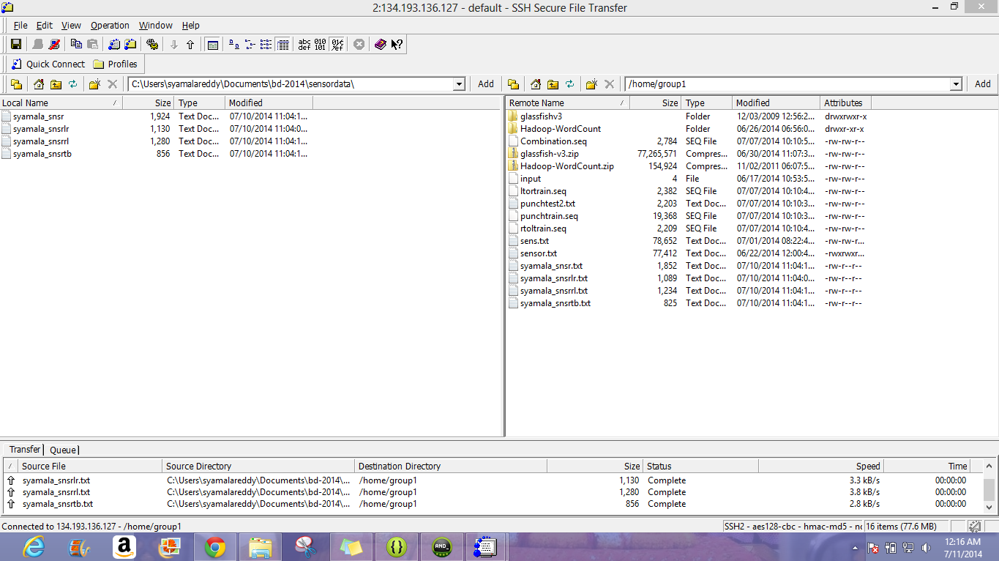 2:134.193.136.127 - default - SSH Secure File Transfer
File Edit View Operation Window Help
abc def 010 101
Quick Connect Profiles
C:\Users\syamalareddy\Documents\bd-2014\sensordata\ Add /home/group1 Add
Local Name / Size Type Modified
syamala_snsr 1,924 Text Doc... 07/10/2014 11:04:1...
syamala_snsrlr 1,130 Text Doc... 07/10/2014 11:04:0...
syamala_snsrrl 1,280 Text Doc... 07/10/2014 11:04:1...
syamala_snsrtb 856 Text Doc... 07/10/2014 11:04:1...
Remote Name / Size Type Modified Attributes
glassfishv3 Folder 12/03/2009 12:56:2... drwxrwxr-x
Hadoop-WordCount Folder 06/26/2014 06:56:0... drwxr-xr-x
Combination.seq 2,784 SEQ File 07/07/2014 10:10:5... -rw-rw-r--
glassfish-v3.zip 77,265,571 Compres... 06/30/2014 11:07:3... -rw-rw-r--
Hadoop-WordCount.zip 154,924 Compres... 11/02/2011 06:07:5... -rw-rw-r--
input 4 File 06/17/2014 10:53:5... -rw-rw-r--
ltortrain.seq 2,382 SEQ File 07/07/2014 10:10:4... -rw-rw-r--
punchtest2.txt 2,203 Text Doc... 07/07/2014 10:10:3... -rw-rw-r--
punchtrain.seq 19,368 SEQ File 07/07/2014 10:10:3... -rw-rw-r--
rtoltrain.seq 2,209 SEQ File 07/07/2014 10:10:4... -rw-rw-r--
sens.txt 78,652 Text Doc... 07/01/2014 08:22:4... -rw-rw-r...
sensor.txt 77,412 Text Doc... 06/22/2014 12:00:4... -rwxrwxr...
syamala_snsr.txt 1,852 Text Doc... 07/10/2014 11:04:1... -rw-r--r--
syamala_snsrlr.txt 1,089 Text Doc... 07/10/2014 11:04:0... -rw-r--r--
syamala_snsrrl.txt 1,234 Text Doc... 07/10/2014 11:04:1... -rw-r--r--
syamala_snsrtb.txt 825 Text Doc... 07/10/2014 11:04:1... -rw-r--r--
Transfer Queue
/ Source File Source Directory Destination Directory Size Status Speed Time
syamala_snsrlr.txt C:\Users\syamalareddy\Documents\bd-2014\... /home/group1 1,130 Complete 3.3 kB/s 00:00:00
syamala_snsrrl.txt C:\Users\syamalareddy\Documents\bd-2014\... /home/group1 1,280 Complete 3.8 kB/s 00:00:00
syamala_snsrtb.txt C:\Users\syamalareddy\Documents\bd-2014\... /home/group1 856 Complete 2.8 kB/s 00:00:00
Connected to 134.193.136.127 - /home/group1 SSH2 - aes128-cbc - hmac-md5 - nc 16 items (77.6 MB)
a {} AND_ 12:16 AM
7/11/2014